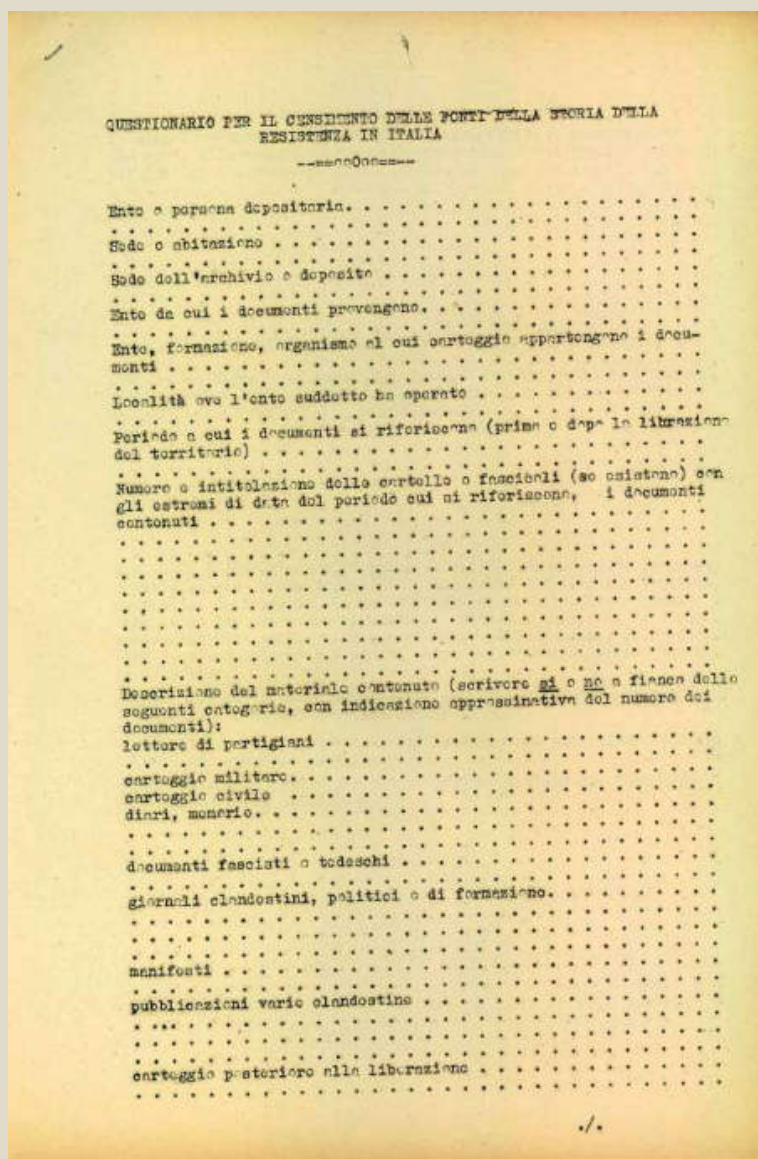 QUESTIONARIO PER IL CENSIMENTO DELLE FONTI DELLA STORIA DELLA
RESISTENZA IN ITALIA
--==ooOoo==--
Ente o persona depositaria. . . . . . . . . . . . . . . . . .
Sede o abitazione . . . . . . . . . . . . . . . . . . . . . .
Sede dell'archivio o deposito . . . . . . . . . . . . . . . .
Ente da cui i documenti provengono. . . . . . . . . . . . . .
Ente, formazione, organismo al cui carteggio appartengono i docu-
menti . . . . . . . . . . . . . . . . . . . . . . . . . . . .
Località ove l'ente suddetto ha operato . . . . . . . . . . .
Periodo a cui i documenti si riferiscono (prima o dopo la librazione
del territorio) . . . . . . . . . . . . . . . . . . . . . . .
Numero e intitolazione delle cartelle o fascicoli (se esistono) con
gli estremi di data del periodo cui si riferiscono, i documenti
contenuti . . . . . . . . . . . . . . . . . . . . . . . . . .
Descrizione del materiale contenuto (scrivere si o no a fianco delle
seguenti categorie, con indicazione approssinativa del numero dei
documenti):
lettere di partigiani . . . . . . . . . . . . . . . . . . . .
carteggio militare. . . . . . . . . . . . . . . . . . . . . .
carteggio civile . . . . . . . . . . . . . . . . . . . . . .
diari, memorie. . . . . . . . . . . . . . . . . . . . . . . .
documenti fascisti e tedeschi . . . . . . . . . . . . . . . .
giornali clandestini, politici e di formazione. . . . . . . .
manifesti . . . . . . . . . . . . . . . . . . . . . . . . . .
pubblicazioni varie clandestine . . . . . . . . . . . . . . .
carteggio posteriore alla liberazione . . . . . . . . . . . .
./.